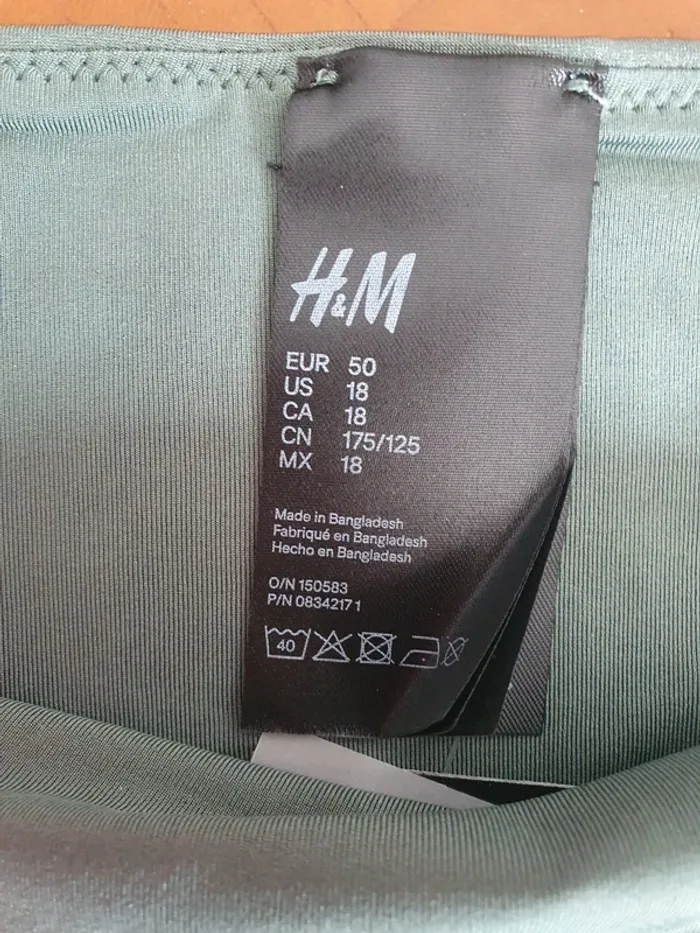 H&M
EUR 50
US 18
CA 18
CN 175/125
MX 18
Made in Bangladesh
Fabriqué en Bangladesh
Hecho en Bangladesh
O/N 150583
P/N 08342171
40